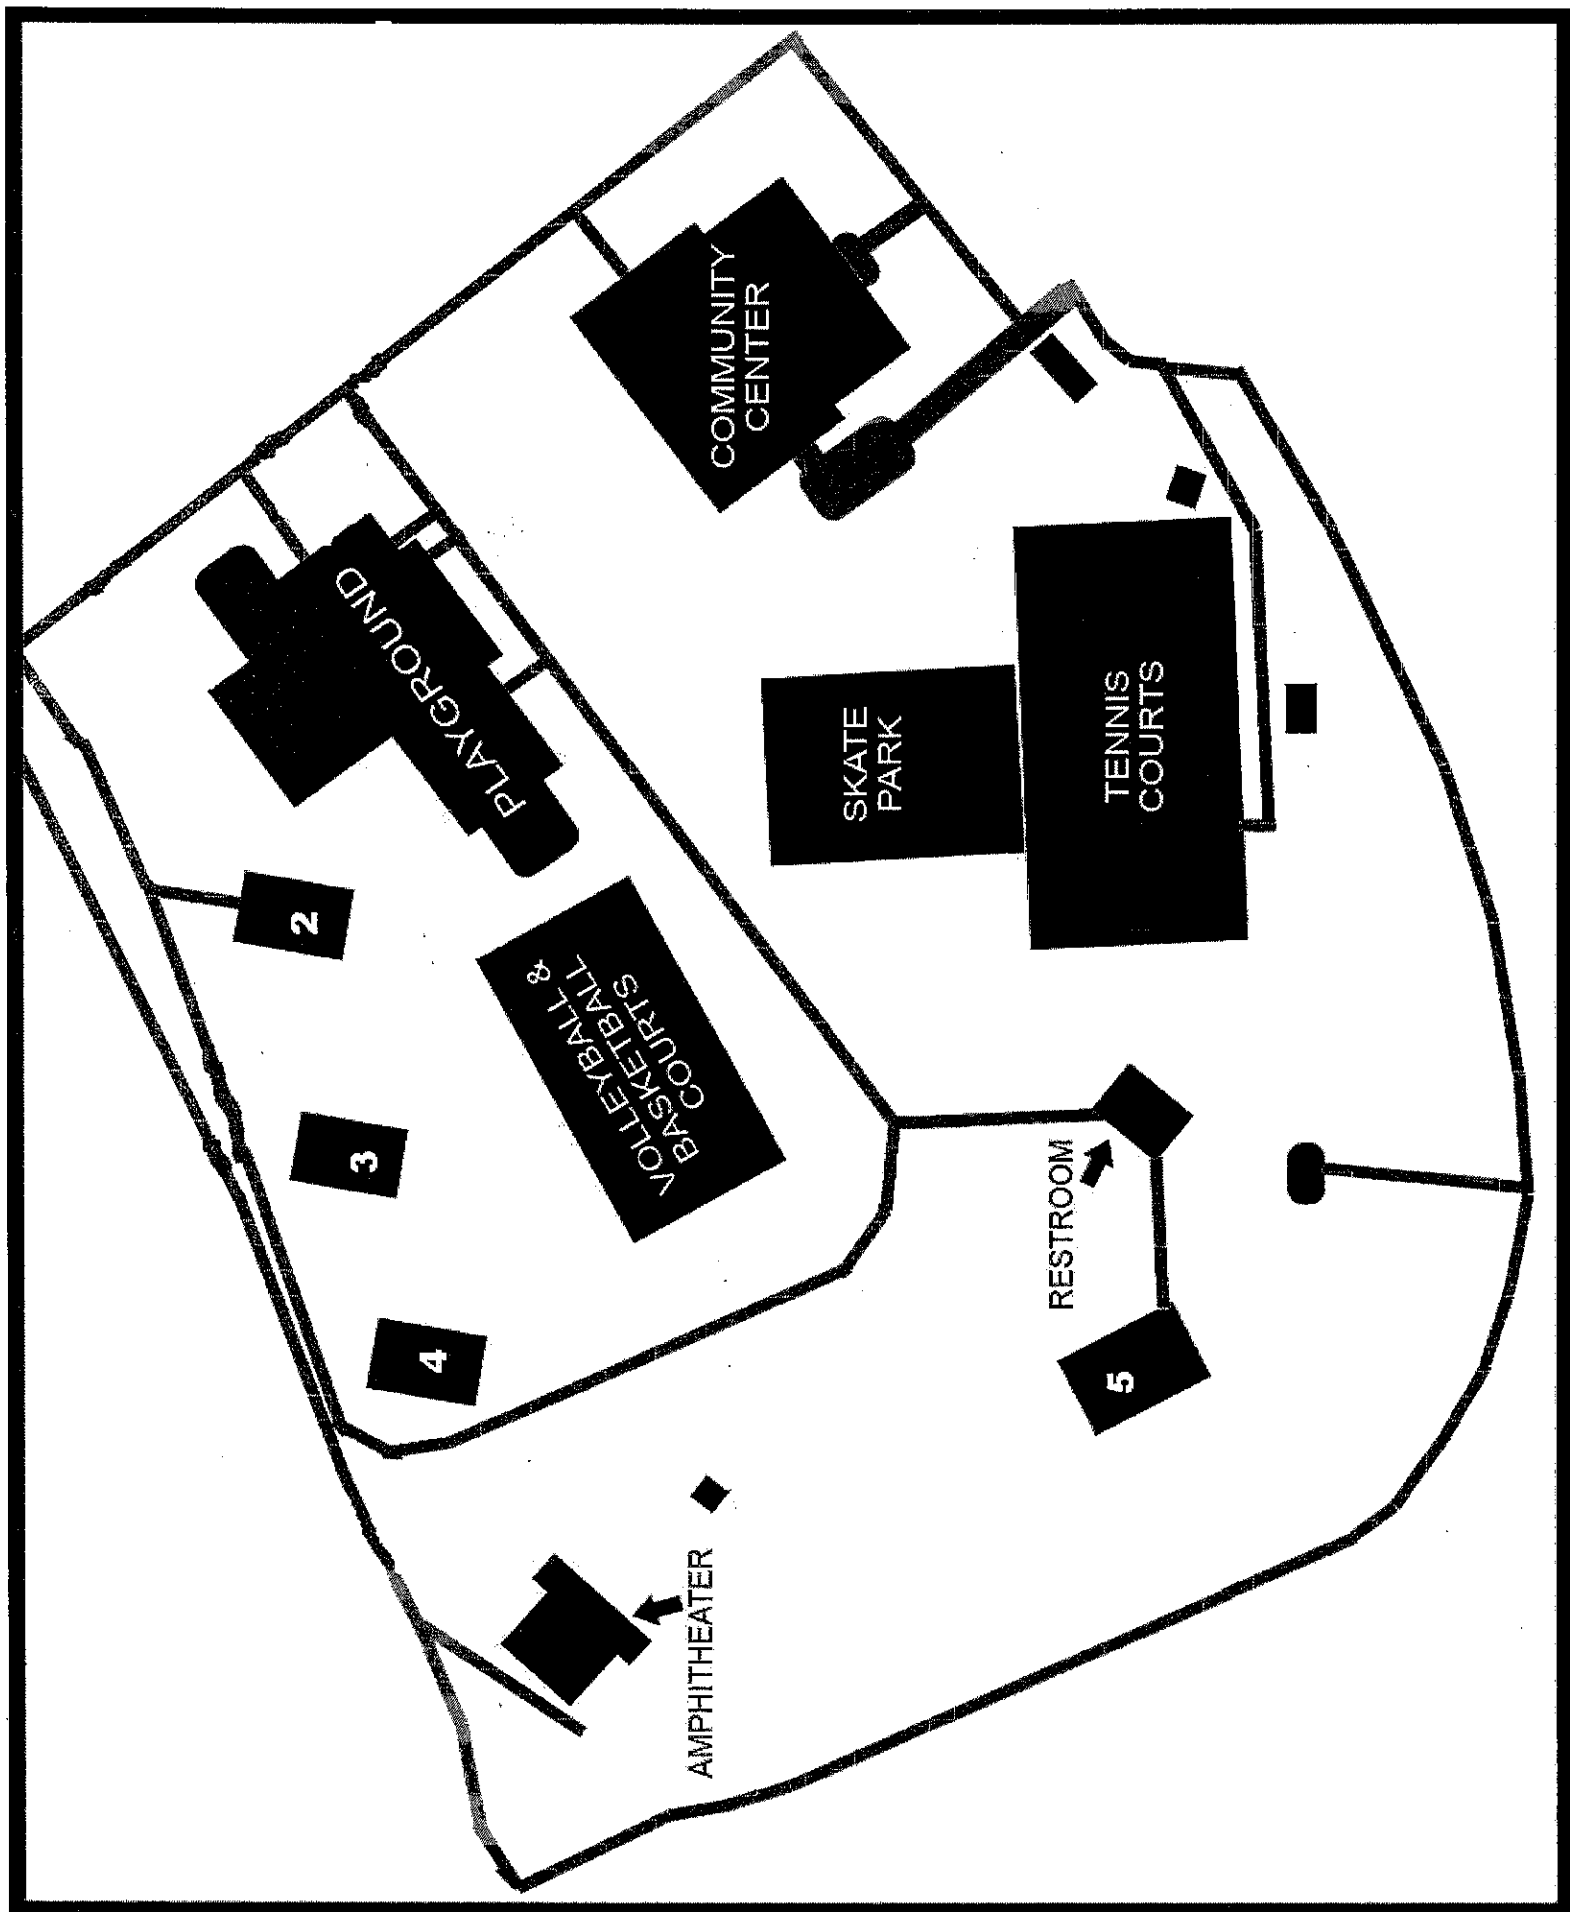 COMMUNITY
CENTER
PLAYGROUND
SKATE
PARK
TENNIS
COURTS
2
VOLLEYBALL &
BASKETBALL
COURTS
3
4
RESTROOM
5
AMPHITHEATER